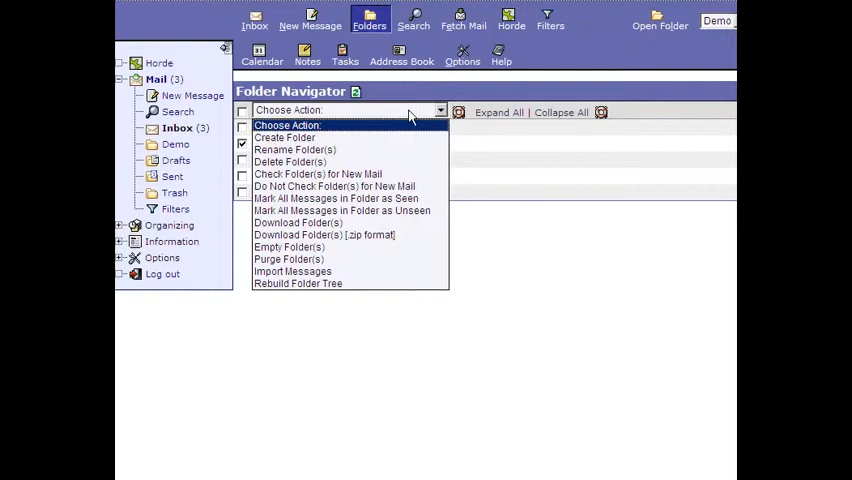 Inbox New Message Folders Search Fetch Mail Horde Filters Open Folder Demo
31
Calendar Notes Tasks Address Book Options Help
Horde
Mail (3)
New Message
Search
Inbox (3)
Demo
Drafts
Sent
Trash
Filters
Organizing
Information
Options
Log out
Folder Navigator
Choose Action: Expand All | Collapse All
Choose Action:
Create Folder
Rename Folder(s)
Delete Folder(s)
Check Folder(s) for New Mail
Do Not Check Folder(s) for New Mail
Mark All Messages in Folder as Seen
Mark All Messages in Folder as Unseen
Download Folder(s)
Download Folder(s) [.zip format]
Empty Folder(s)
Purge Folder(s)
Import Messages
Rebuild Folder Tree